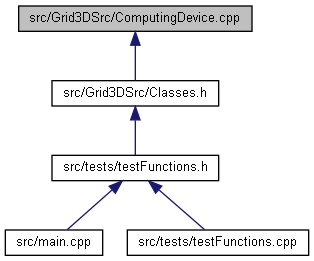 src/Grid3DSrc/ComputingDevice.cpp
src/Grid3DSrc/Classes.h
src/tests/testFunctions.h
src/main.cpp
src/tests/testFunctions.cpp